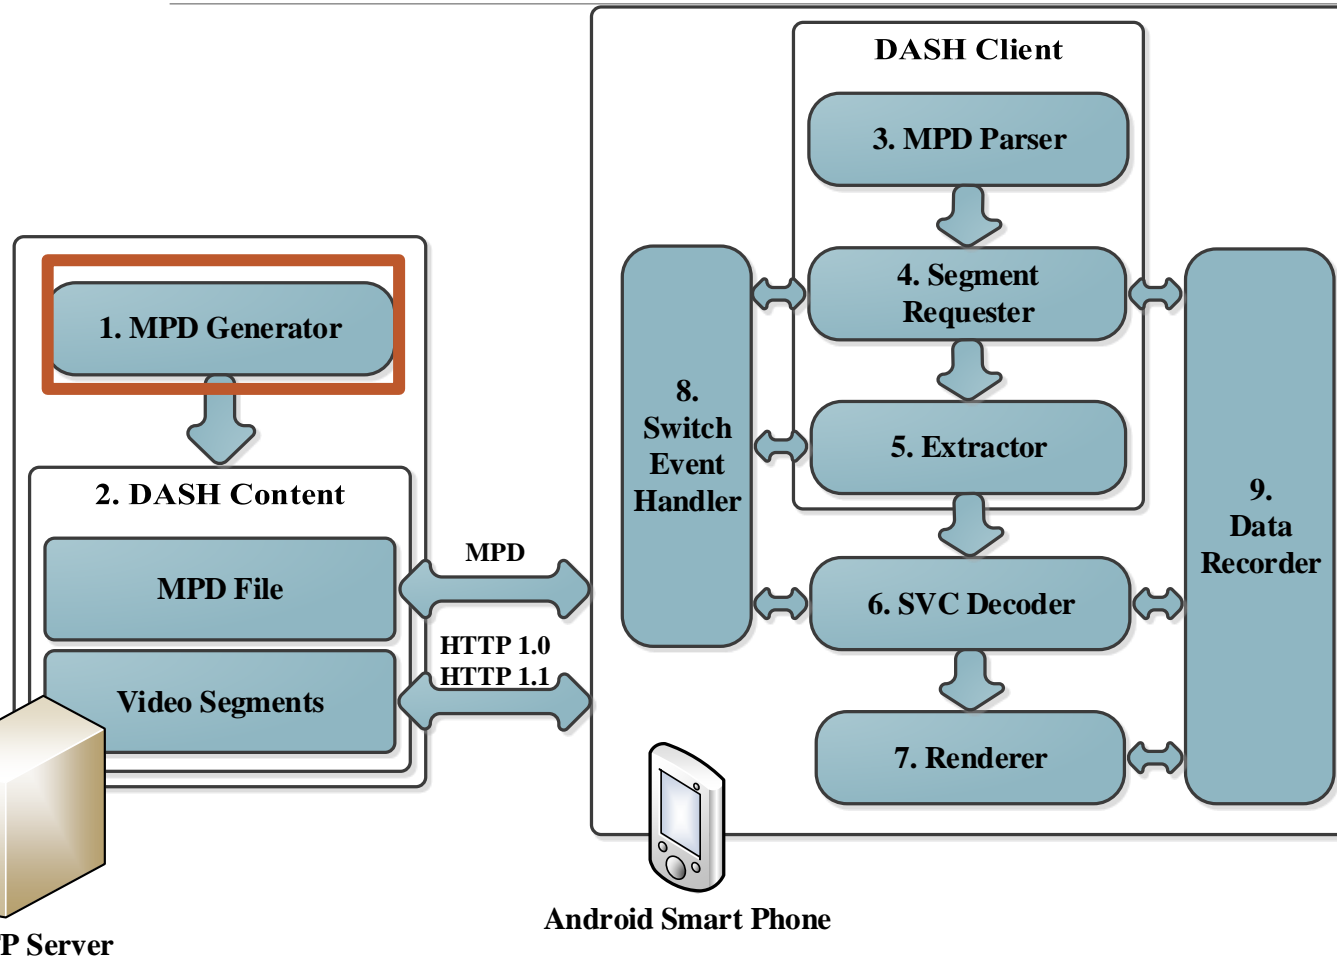 DASH Client
3. MPD Parser
4. Segment
Requester
5. Extractor
6. SVC Decoder
7. Renderer
8.
Switch
Event
Handler
9.
Data
Recorder
1. MPD Generator
2. DASH Content
MPD File
Video Segments
MPD
HTTP 1.0
HTTP 1.1
Android Smart Phone
P Server